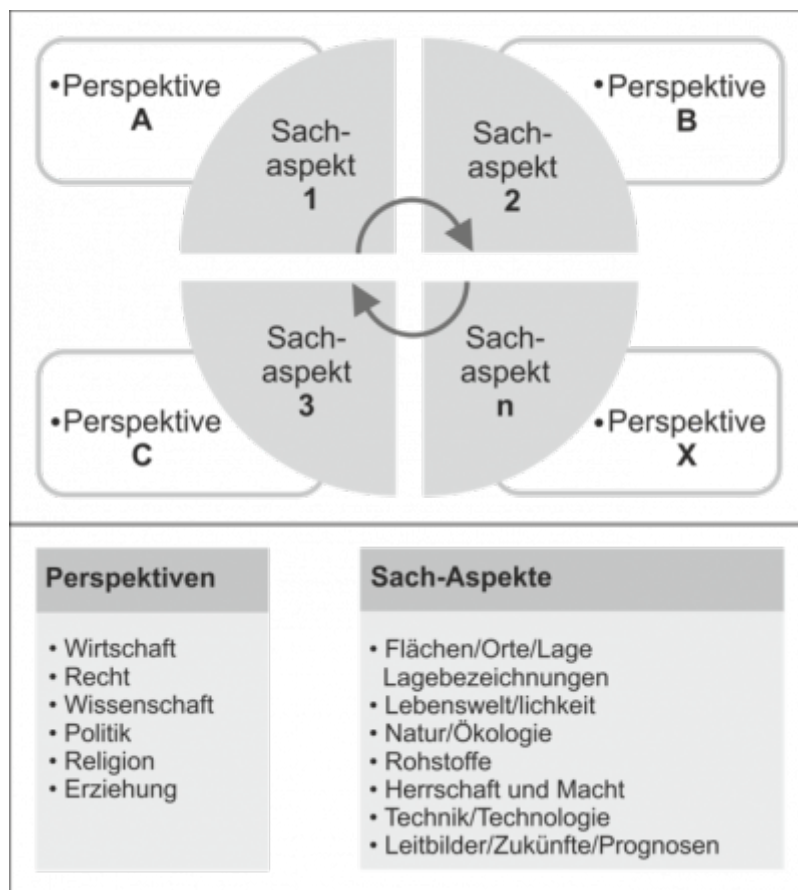 •Perspektive
A
Sach-
aspekt
1
Sach-
aspekt
2
•Perspektive
B
•Perspektive
C
Sach-
aspekt
3
Sach-
aspekt
n
•Perspektive
X
Perspektiven
• Wirtschaft
• Recht
• Wissenschaft
• Politik
• Religion
• Erziehung
Sach-Aspekte
• Flächen/Orte/Lage
Lagebezeichnungen
• Lebenswelt/lichkeit
• Natur/Ökologie
• Rohstoffe
• Herrschaft und Macht
• Technik/Technologie
• Leitbilder/Zukünfte/Prognosen